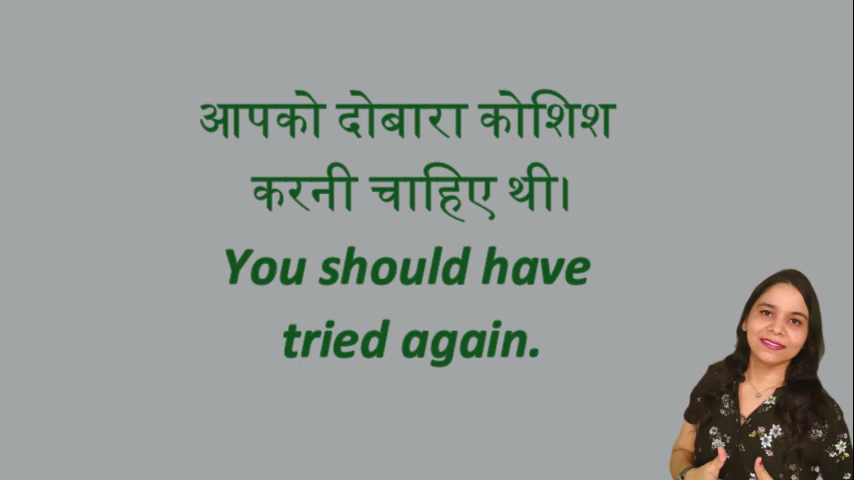 आपको दोबारा कोशिश
करनी चाहिए थी।
You should have
tried again.